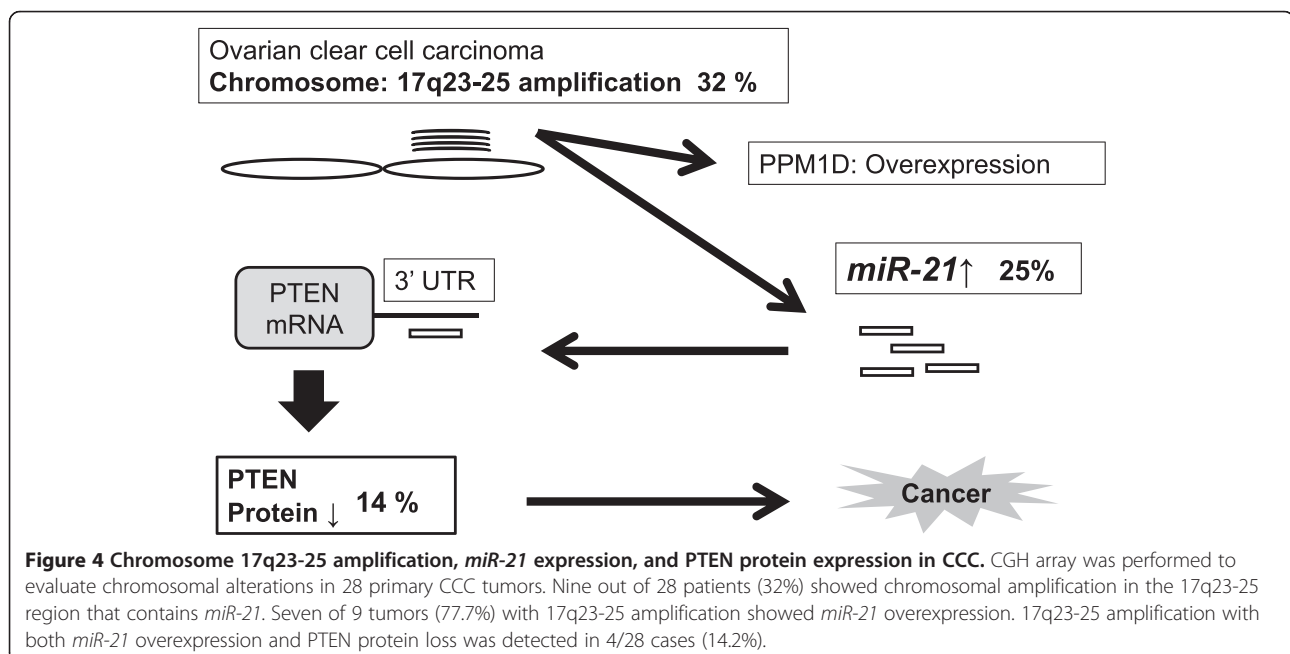 Ovarian clear cell carcinoma
Chromosome: 17q23-25 amplification 32 %
PPM1D: Overexpression
miR-21↑ 25%
3’ UTR
PTEN
mRNA
PTEN
Protein ↓ 14 %
Cancer
Figure 4 Chromosome 17q23-25 amplification, miR-21 expression, and PTEN protein expression in CCC. CGH array was performed to
evaluate chromosomal alterations in 28 primary CCC tumors. Nine out of 28 patients (32%) showed chromosomal amplification in the 17q23-25
region that contains miR-21. Seven of 9 tumors (77.7%) with 17q23-25 amplification showed miR-21 overexpression. 17q23-25 amplification with
both miR-21 overexpression and PTEN protein loss was detected in 4/28 cases (14.2%).